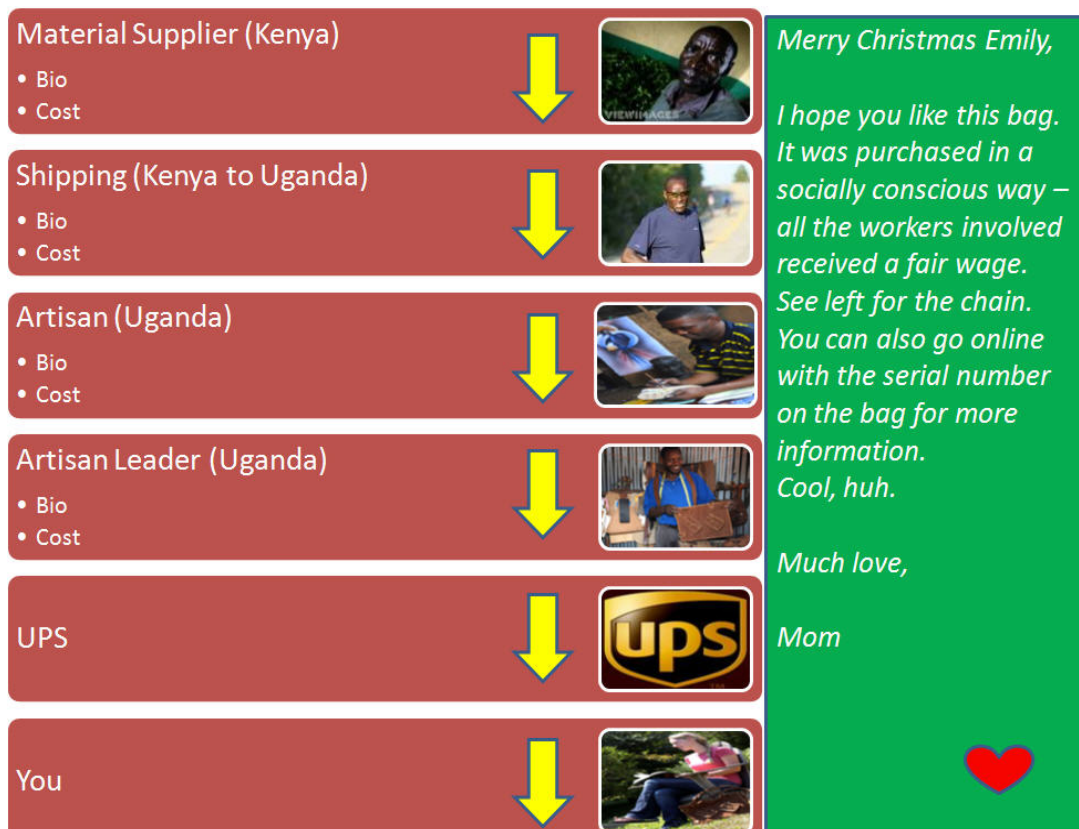 Material Supplier (Kenya)
• Bio
• Cost
VIEWIMAGES
Shipping (Kenya to Uganda)
• Bio
• Cost
Artisan (Uganda)
• Bio
• Cost
Artisan Leader (Uganda)
• Bio
• Cost
UPS
ups
TM
You
Merry Christmas Emily,
I hope you like this bag.
It was purchased in a
socially conscious way –
all the workers involved
received a fair wage.
See left for the chain.
You can also go online
with the serial number
on the bag for more
information.
Cool, huh.
Much love,
Mom